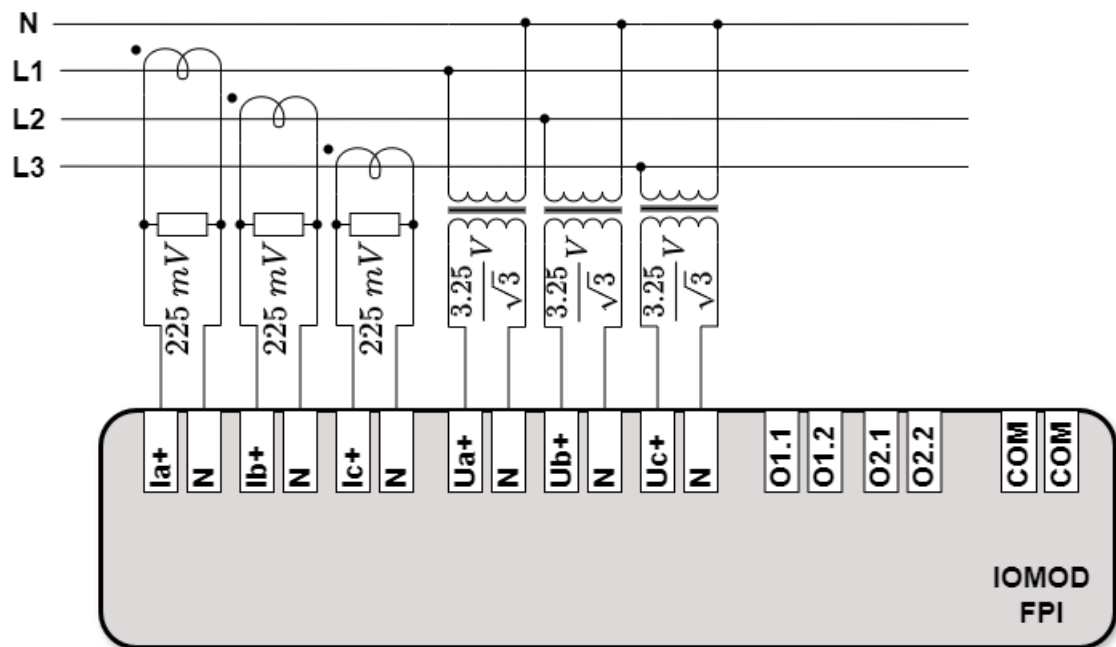 N
L1
L2
L3
225 mV
225 mV
225 mV
3.25/√3 V
3.25/√3 V
3.25/√3 V
Ia+
N
Ib+
N
Ic+
N
Ua+
N
Ub+
N
Uc+
N
O1.1
O1.2
O2.1
O2.2
COM
COM
IOMOD
FPI